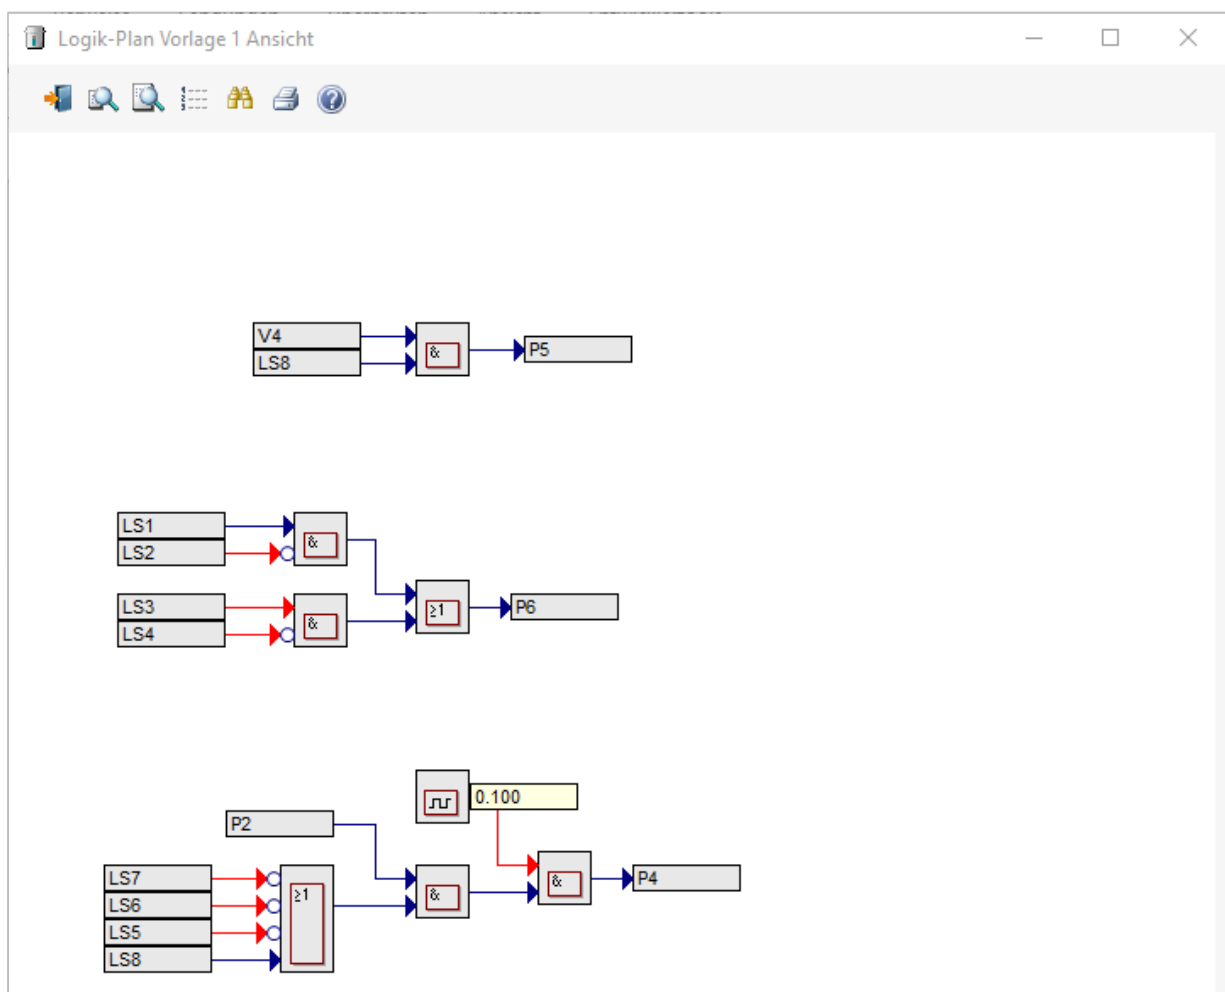 Logik-Plan Vorlage 1 Ansicht
V4
LS8
&
P5
LS1
LS2
&
LS3
LS4
&
≥1
P6
0.100
P2
LS7
LS6
LS5
LS8
≥1
&
&
P4